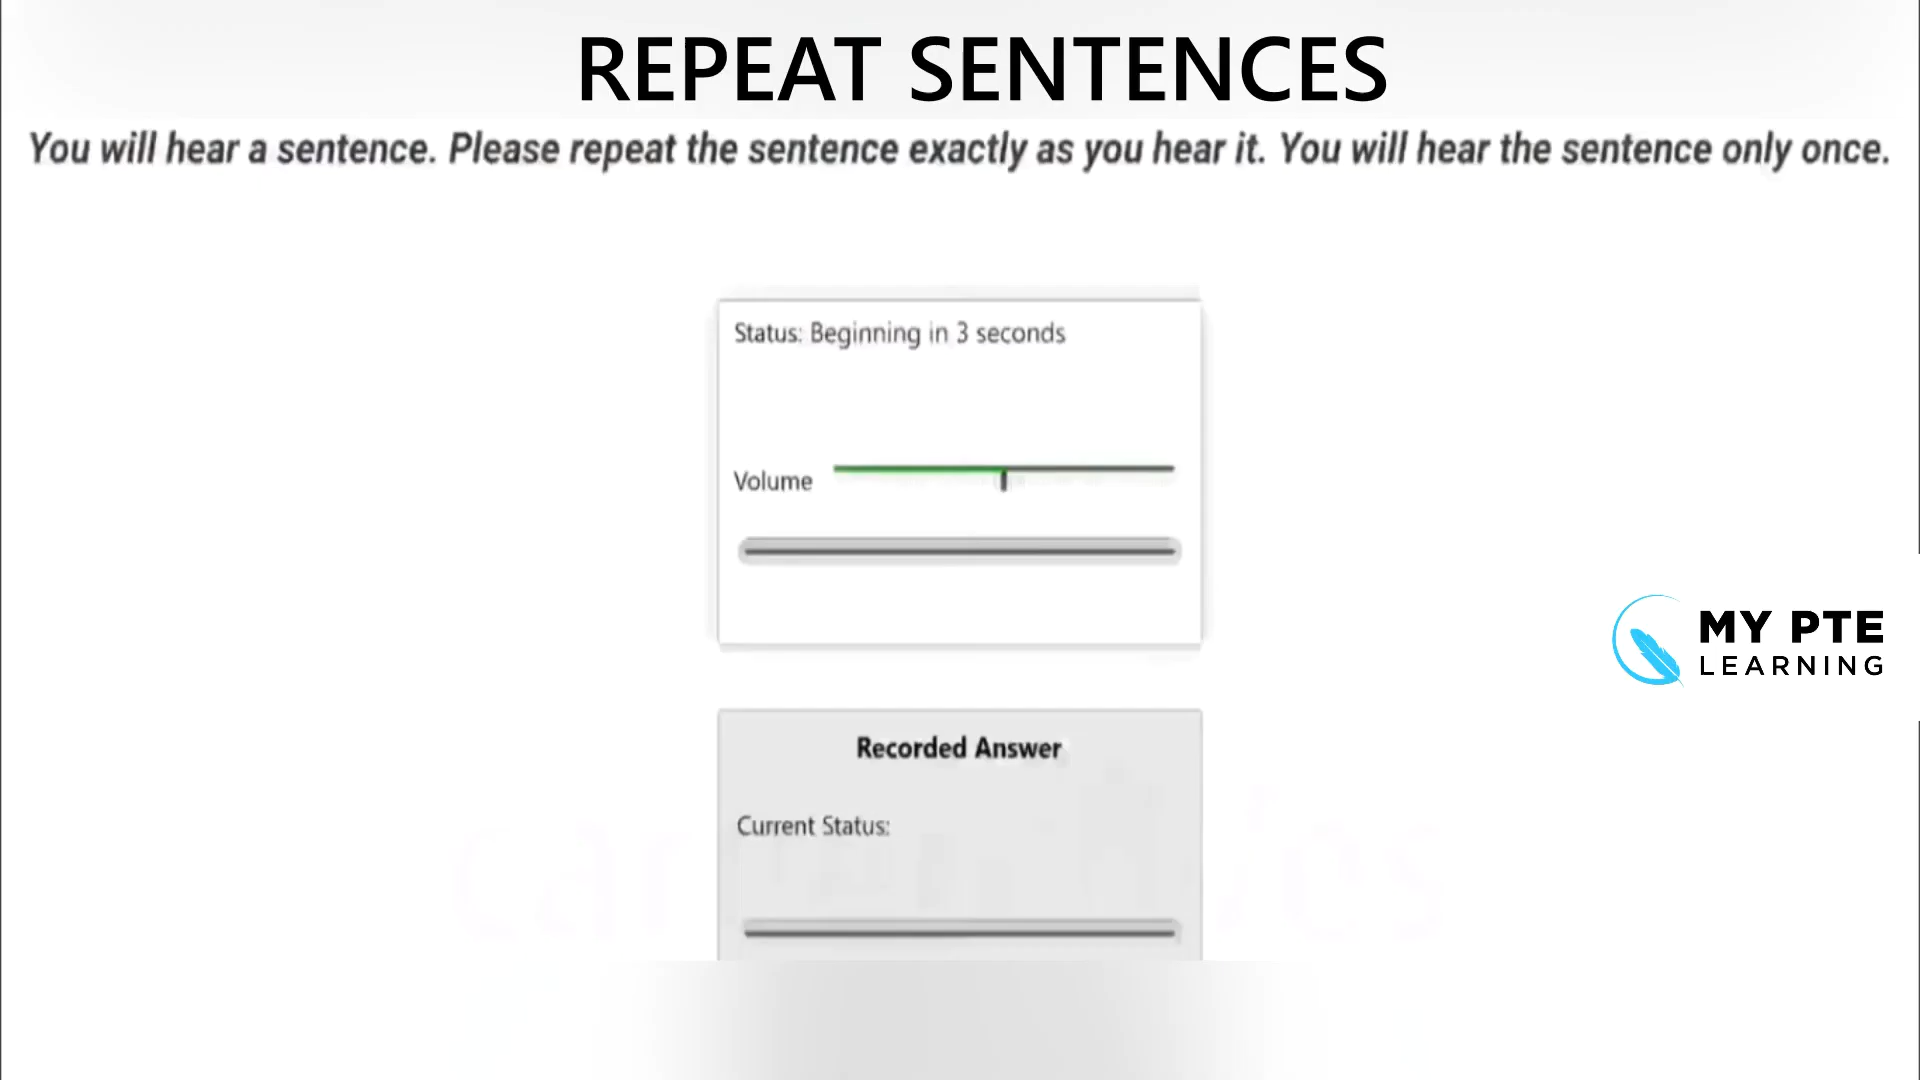 REPEAT SENTENCES
You will hear a sentence. Please repeat the sentence exactly as you hear it. You will hear the sentence only once.
Status: Beginning in 3 seconds
Volume
MY PTE
LEARNING
Recorded Answer
Current Status: